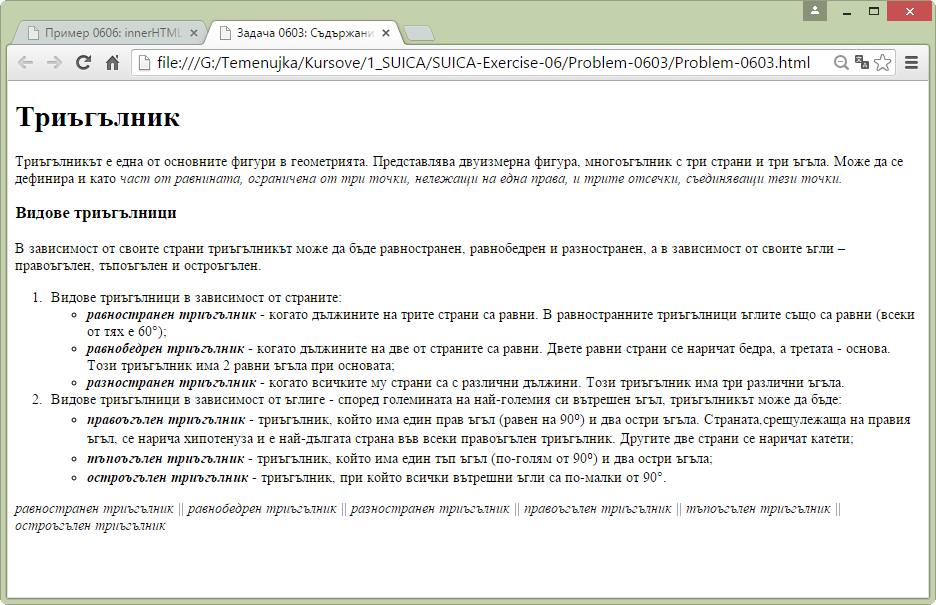 Пример 0606: innerHTML
Задача 0603: Съдържани
file:///G:/Temenujka/Kursove/1_SUICA/SUICA-Exercise-06/Problem-0603/Problem-0603.html
Триъгълник
Триъгълникът е една от основните фигури в геометрията. Представлява двуизмерна фигура, многоъгълник с три страни и три ъгъла. Може да се
дефинира и като част от равнината, ограничена от три точки, нележащи на една права, и трите отсечки, съединяващи тези точки.
Видове триъгълници
В зависимост от своите страни триъгълникът може да бъде равностранен, равнобедрен и разностранен, а в зависимост от своите ъгли –
правоъгълен, тъпоъгълен и остроъгълен.
1. Видове триъгълници в зависимост от страните:
равностранен триъгълник - когато дължините на трите страни са равни. В равностранните триъгълници ъглите също са равни (всеки
от тях е 60°);
равнобедрен триъгълник - когато дължините на две от страните са равни. Двете равни страни се наричат бедра, а третата - основа.
Този триъгълник има 2 равни ъгъла при основата;
разностранен триъгълник - когато всичките му страни са с различни дължини. Този триъгълник има три различни ъгъла.
2. Видове триъгълници в зависимост от ъглиге - според големината на най-големия си вътрешен ъгъл, триъгълникът може да бъде:
правоъгълен триъгълник - триъгълник, който има един прав ъгъл (равен на 90º) и два остри ъгъла. Страната,срещулежаща на правия
ъгъл, се нарича хипотенуза и е най-дългата страна във всеки правоъгълен триъгълник. Другите две страни се наричат катети;
тъпоъгълен триъгълник - триъгълник, който има един тъп ъгъл (по-голям от 90º) и два остри ъгъла;
остроъгълен триъгълник - триъгълник, при който всички вътрешни ъгли са по-малки от 90°.
равностранен триъгълник || равнобедрен триъгълник || разностранен триъгълник || правоъгълен триъгълник || тъпоъгълен триъгълник ||
остроъгълен триъгълник